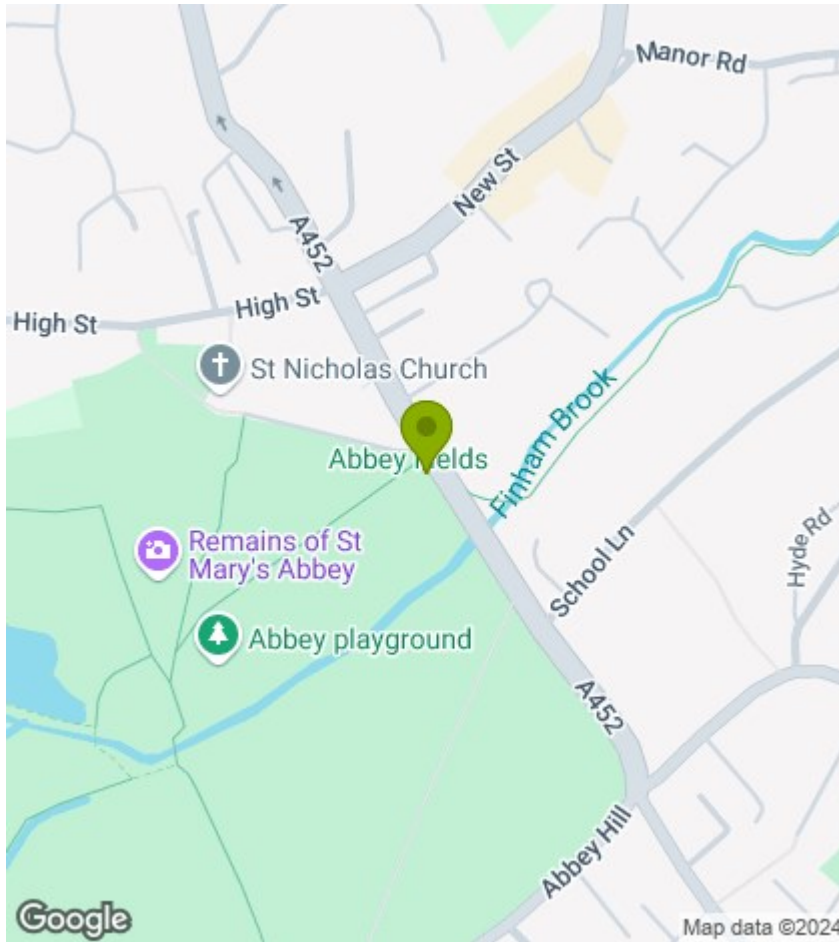 Manor Rd
New St
A452
High St
High St
St Nicholas Church
Abbey Fields
Finham Brook
Remains of St
Mary's Abbey
School Ln
Hyde Rd
Abbey playground
A452
Abbey Hill
Google
Map data ©2024